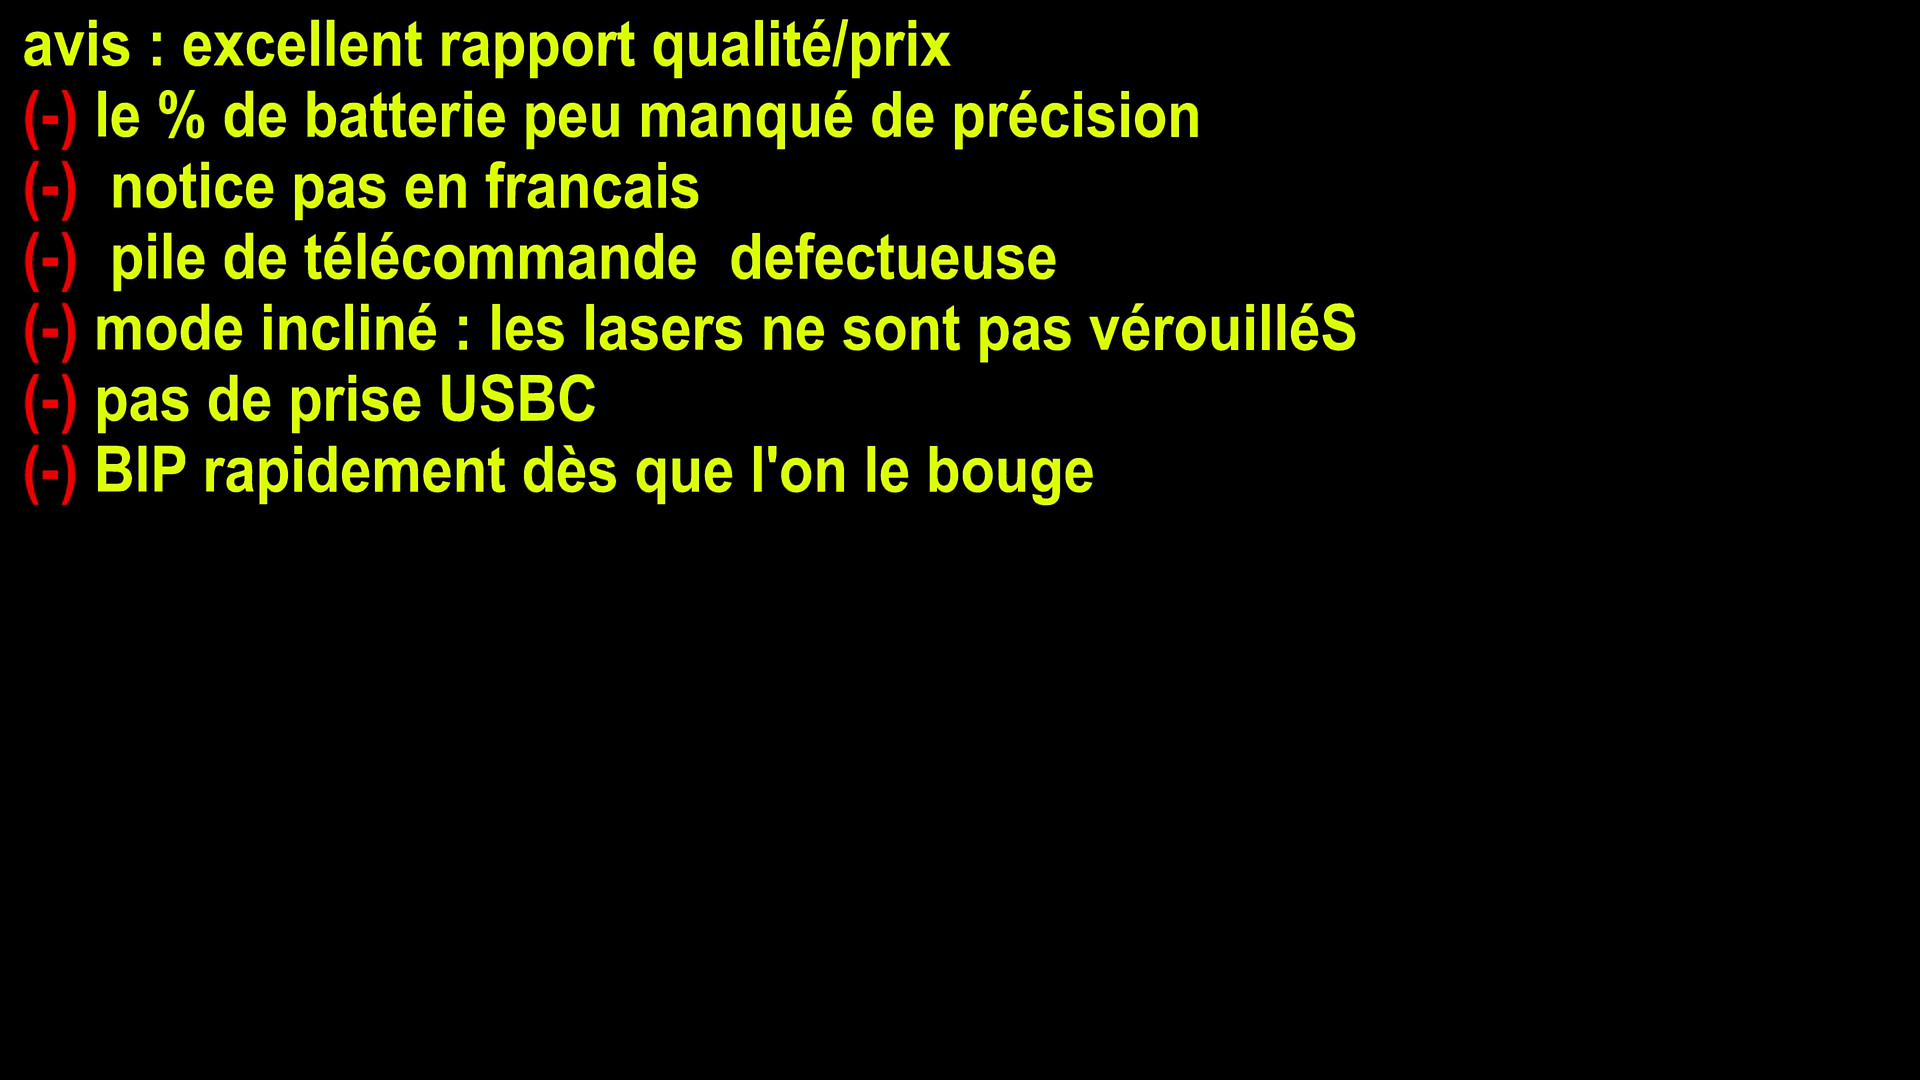 avis : excellent rapport qualité/prix
(-) le % de batterie peu manqué de précision
(-) notice pas en francais
(-) pile de télécommande defectueuse
(-) mode incliné : les lasers ne sont pas vérouilléS
(-) pas de prise USBC
(-) BIP rapidement dès que l'on le bouge